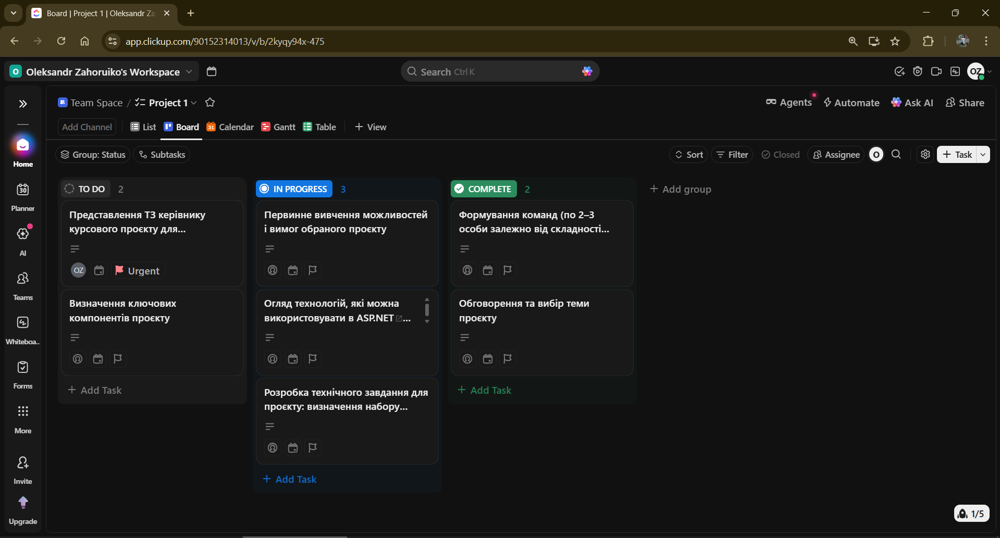 Board | Project 1 | Oleksandr Za
app.clickup.com/90152314013/v/b/2kyqy94x-475
O Oleksandr Zahoruiko's Workspace
Search Ctrl K
OZ
Team Space / Project 1
Agents
Automate
Ask AI
Share
Add Channel
List
Board
31 Calendar
Gantt
Table
+ View
Group: Status
Subtasks
Sort
Filter
Closed
Assignee
O
+ Task
Home
30
Planner
AI
Teams
Whiteboa..
Forms
More
Invite
Upgrade
TO DO 2
Представлення ТЗ керівнику
курсового проєкту для...
OZ
Urgent
Визначення ключових
компонентів проєкту
+ Add Task
IN PROGRESS 3
Первинне вивчення можливостей
і вимог обраного проєкту
Огляд технологій, які можна
використовувати в ASP.NET ...
Розробка технічного завдання для
проєкту: визначення набору...
+ Add Task
COMPLETE 2
Формування команд (по 2–3
особи залежно від складності...
Обговорення та вибір теми
проєкту
+ Add Task
+ Add group
1/5